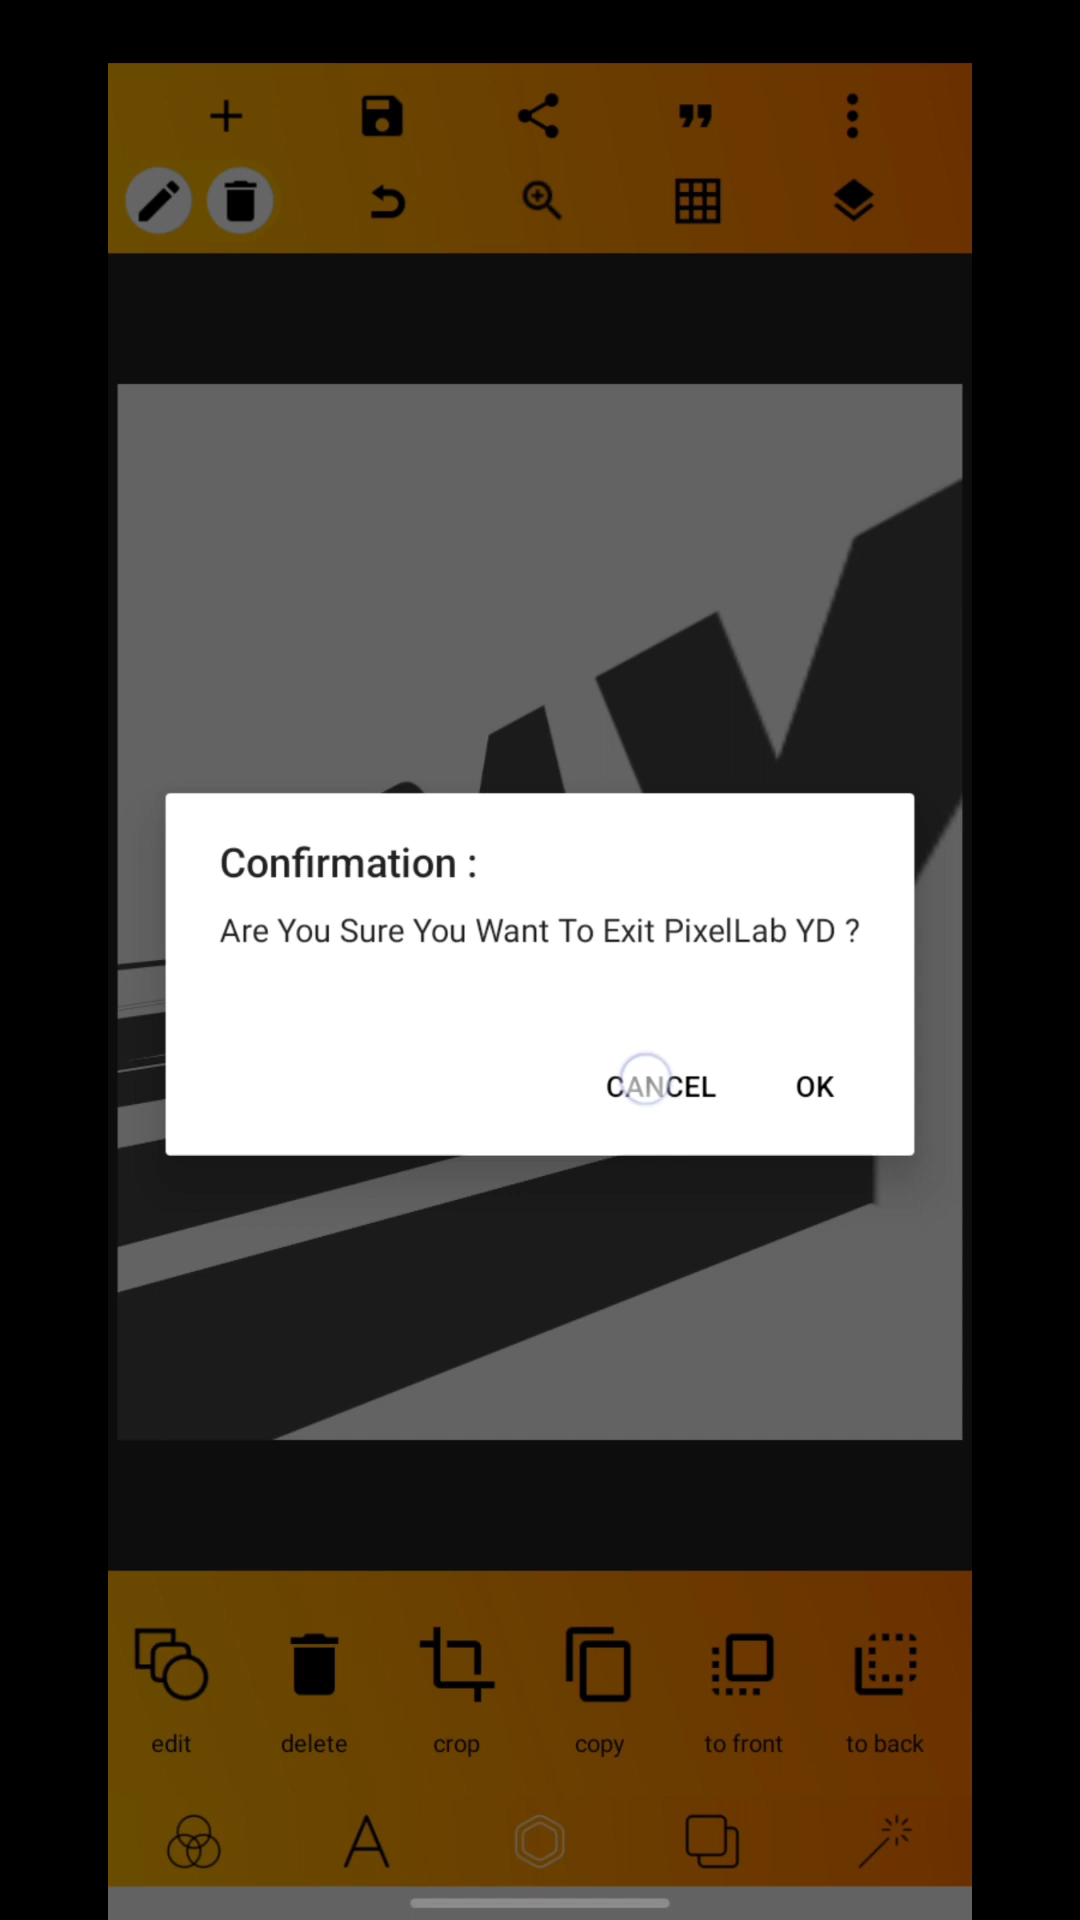 Confirmation :
Are You Sure You Want To Exit PixelLab YD ?
CANCEL OK
edit delete crop copy to front to back